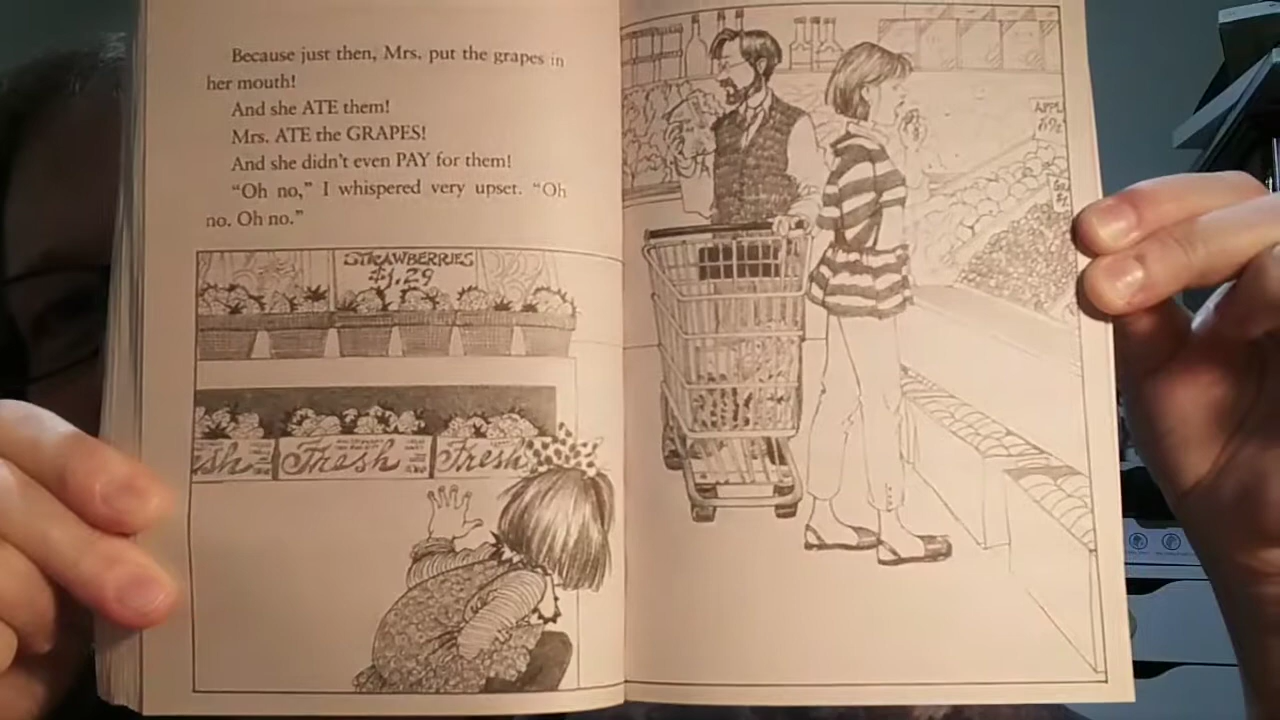 Because just then, Mrs. put the grapes in
her mouth!
And she ATE them!
Mrs. ATE the GRAPES!
And she didn't even PAY for them!
“Oh no,” I whispered very upset. “Oh
no. Oh no.”
STRAWBERRIES
$1.29
sh
Fresh
Fresh
APPL